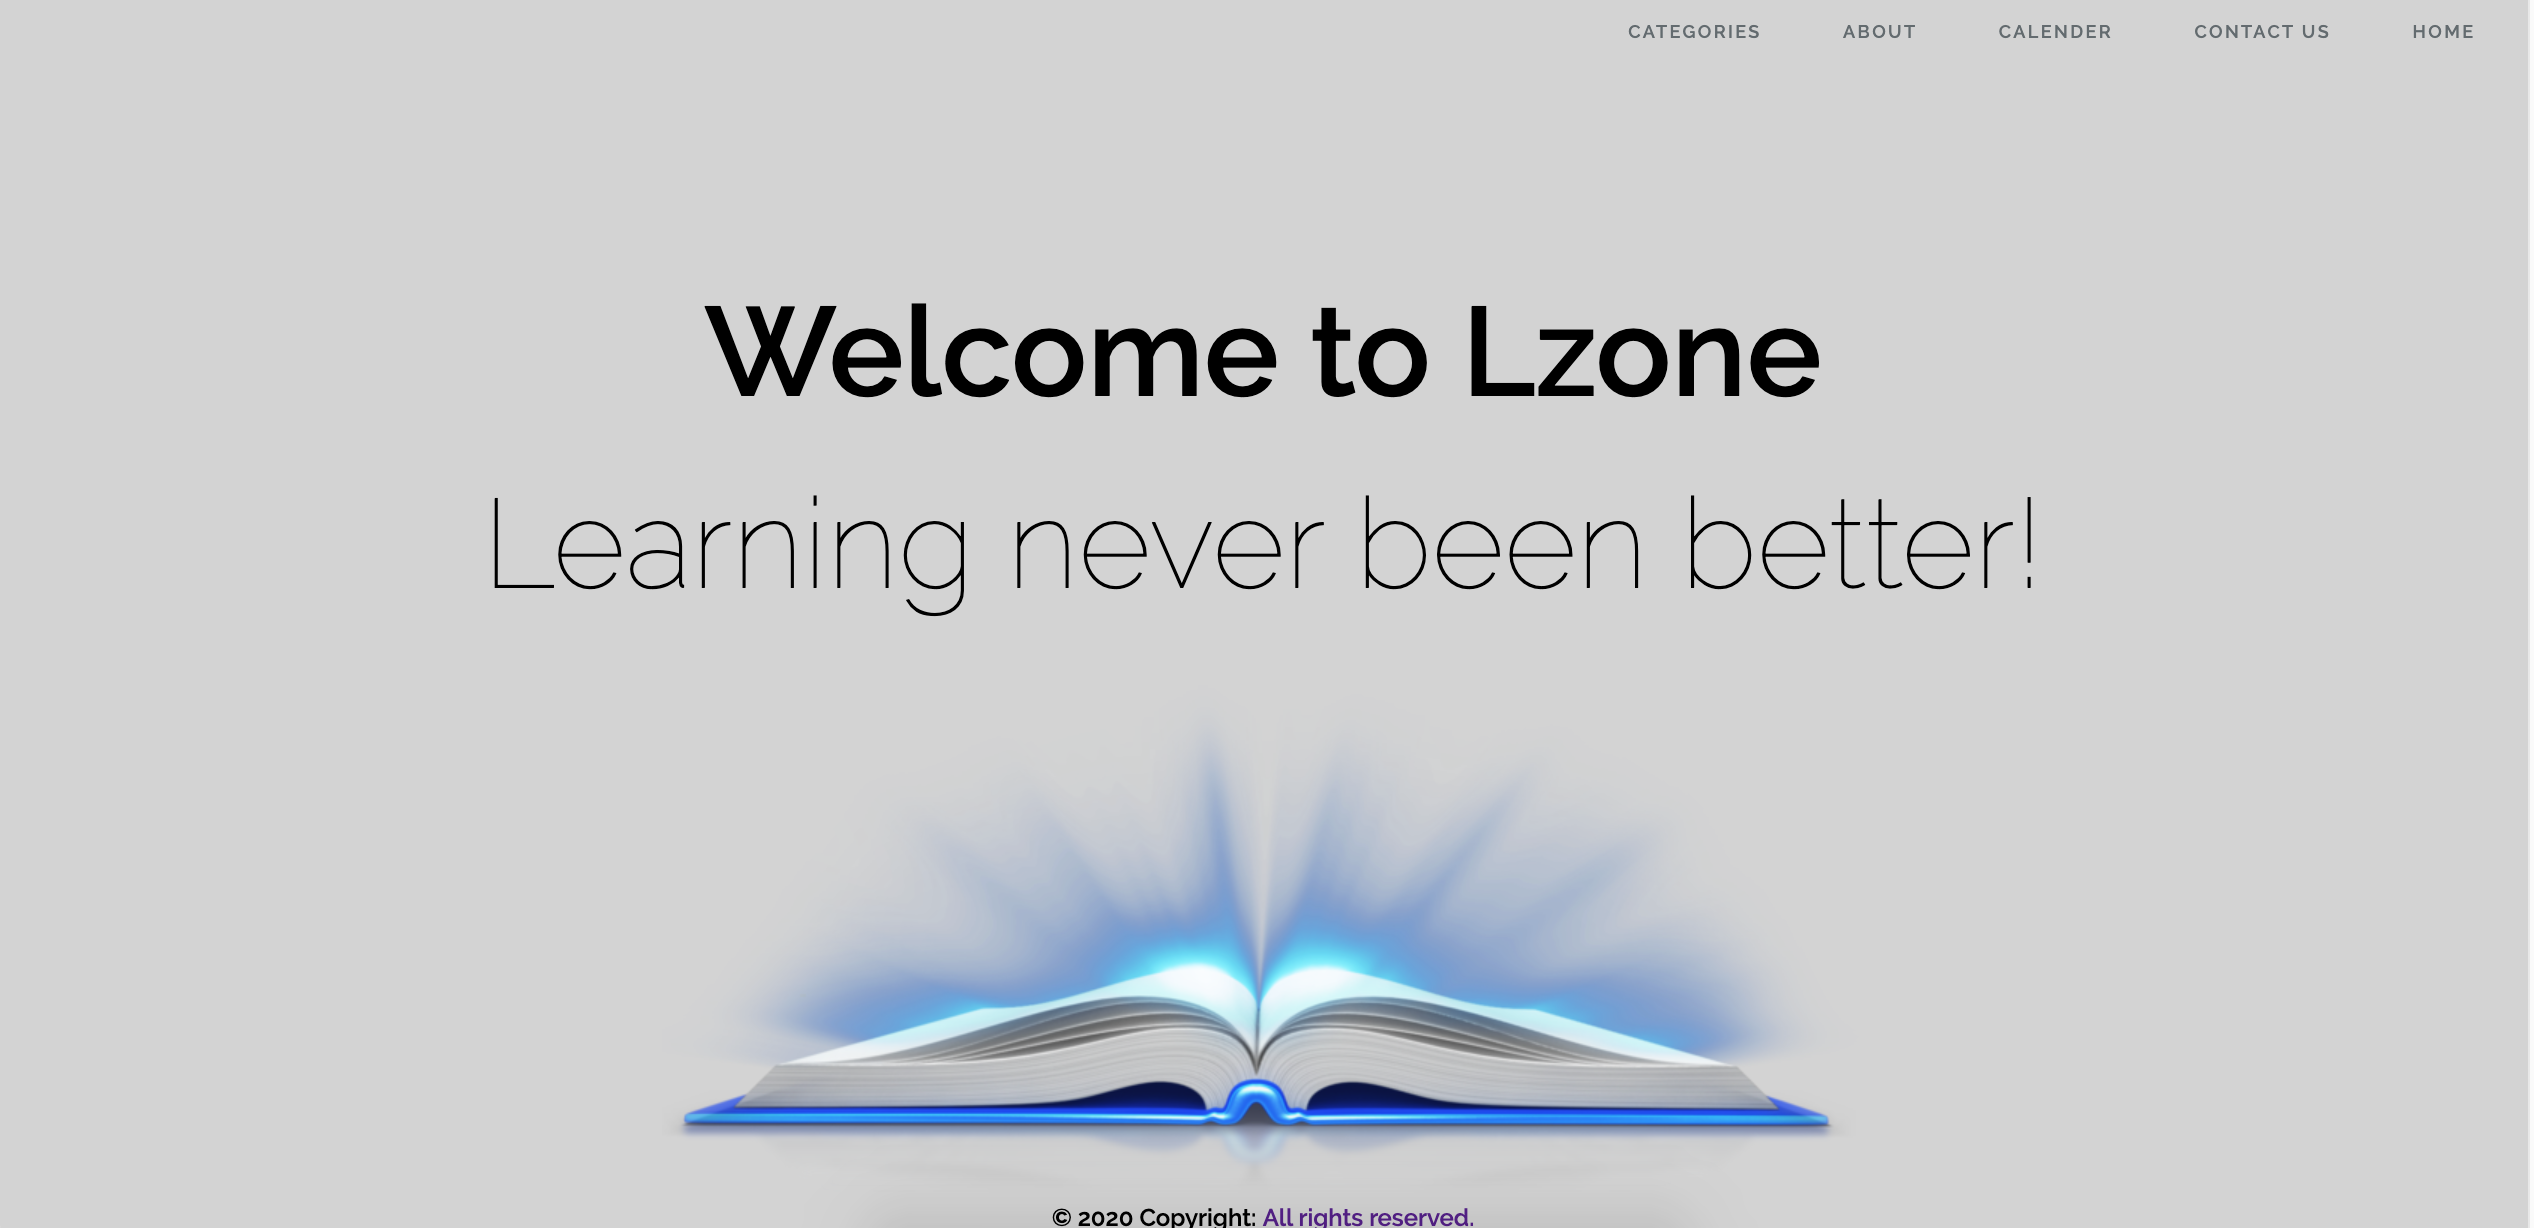 CATEGORIES ABOUT CALENDER CONTACT US HOME
Welcome to Lzone
Learning never been better!
© 2020 Copyright: All rights reserved.